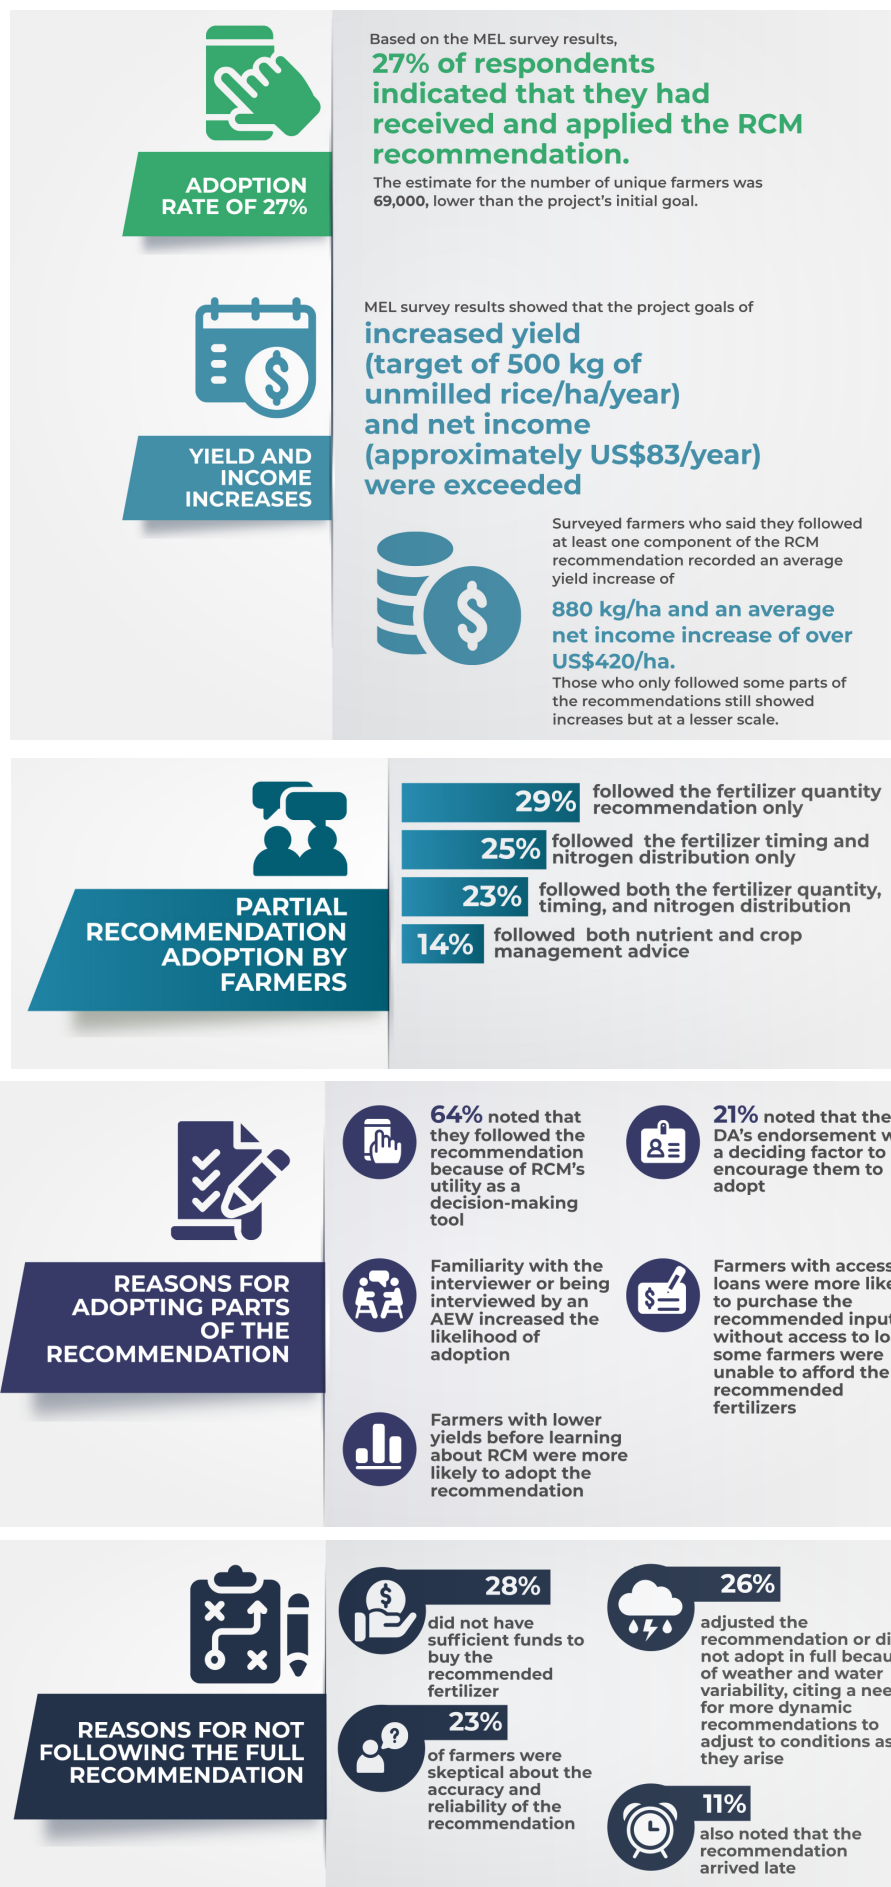 Based on the MEL survey results,
27% of respondents
indicated that they had
received and applied the RCM
recommendation.
The estimate for the number of unique farmers was
69,000, lower than the project's initial goal.
ADOPTION
RATE OF 27%
MEL survey results showed that the project goals of
increased yield
(target of 500 kg of
unmilled rice/ha/year)
and net income
(approximately US$83/year)
were exceeded
YIELD AND
INCOME
INCREASES
Surveyed farmers who said they followed
at least one component of the RCM
recommendation recorded an average
yield increase of
880 kg/ha and an average
net income increase of over
US$420/ha.
Those who only followed some parts of
the recommendations still showed
increases but at a lesser scale.
PARTIAL
RECOMMENDATION
ADOPTION BY
FARMERS
29% followed the fertilizer quantity
recommendation only
25% followed the fertilizer timing and
nitrogen distribution only
23% followed both the fertilizer quantity,
timing, and nitrogen distribution
14% followed both nutrient and crop
management advice
REASONS FOR
ADOPTING PARTS
OF THE
RECOMMENDATION
64% noted that
they followed the
recommendation
because of RCM's
utility as a
decision-making
tool
21% noted that the
DA's endorsement
a deciding factor to
encourage them to
adopt
Familiarity with the
interviewer or being
interviewed by an
AEW increased the
likelihood of
adoption
Farmers with access
loans were more
to purchase the
recommended
without access to
some farmers were
unable to afford the
recommended
fertilizers
Farmers with lower
yields before learning
about RCM were more
likely to adopt the
recommendation
REASONS FOR NOT
FOLLOWING THE FULL
RECOMMENDATION
28%
did not have
sufficient funds to
buy the
recommended
fertilizer
26%
adjusted the
recommendation or
not adopt in full
of weather and water
variability, citing a
for more dynamic
recommendations to
adjust to conditions as
they arise
23%
of farmers were
skeptical about the
accuracy and
reliability of the
recommendation
11%
also noted that the
recommendation
arrived late